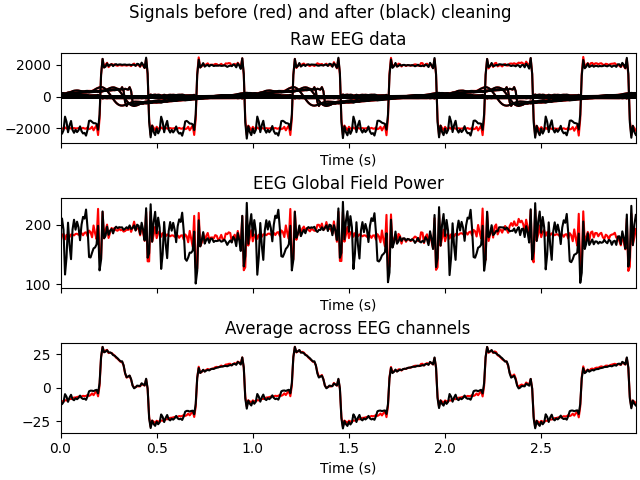 Signals before (red) and after (black) cleaning
Raw EEG data
2000
0
−2000
Time (s)
EEG Global Field Power
200
100
Time (s)
Average across EEG channels
25
0
−25
0.0 0.5 1.0 1.5 2.0 2.5
Time (s)